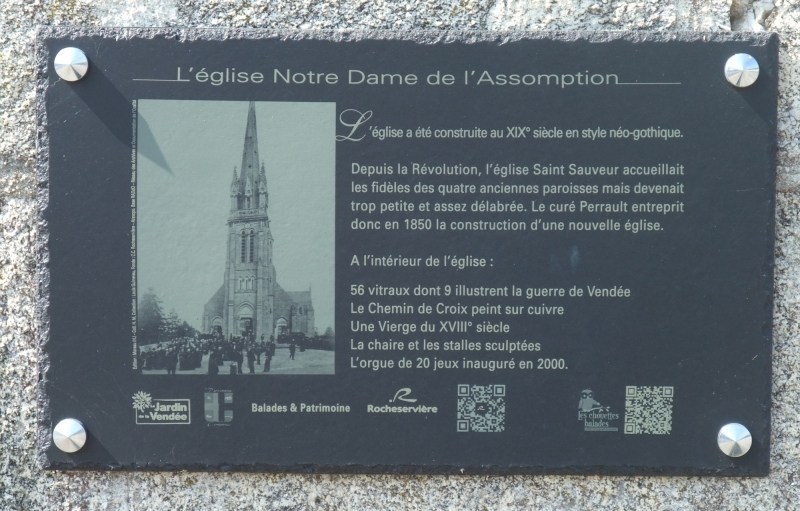 L'église Notre Dame de l'Assomption
L'église a été construite au XIX° siècle en style néo-gothique.
Depuis la Révolution, l'église Saint Sauveur accueillait
les fidèles des quatre anciennes paroisses mais devenait
trop petite et assez délabrée. Le curé Perrault entreprit
donc en 1850 la construction d'une nouvelle église.
A l'intérieur de l'église :
56 vitraux dont 9 illustrent la guerre de Vendée
Le Chemin de Croix peint sur cuivre
Une Vierge du XVIII° siècle
La chaire et les stalles sculptées
L'orgue de 20 jeux inauguré en 2000.
Le Jardin
de la Vendée
Balades & Patrimoine
Rocheservière
les chouettes
balades